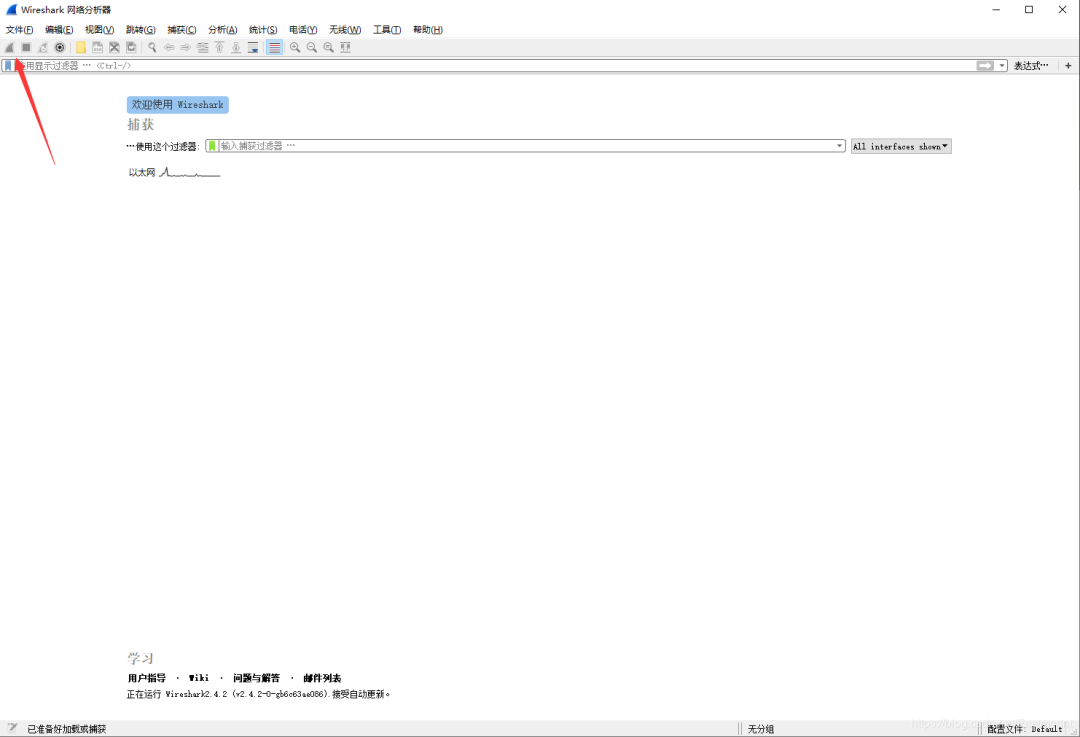 Wireshark 网络分析器
文件(F) 编辑(E) 视图(V) 跳转(G) 捕获(C) 分析(A) 统计(S) 电话(Y) 无线(W) 工具(T) 帮助(H)
用显示过滤器 … <Ctrl-/> 表达式… +
欢迎使用 Wireshark
捕获
…使用这个过滤器: 输入捕获过滤器 … All interfaces shown
以太网
学习
用户指导 · Wiki · 问题与解答 · 邮件列表
正在运行 Wireshark2.4.2 (v2.4.2-0-gb6c63ae086).接受自动更新。
已准备好加载或捕获 无分组 配置文件: Default